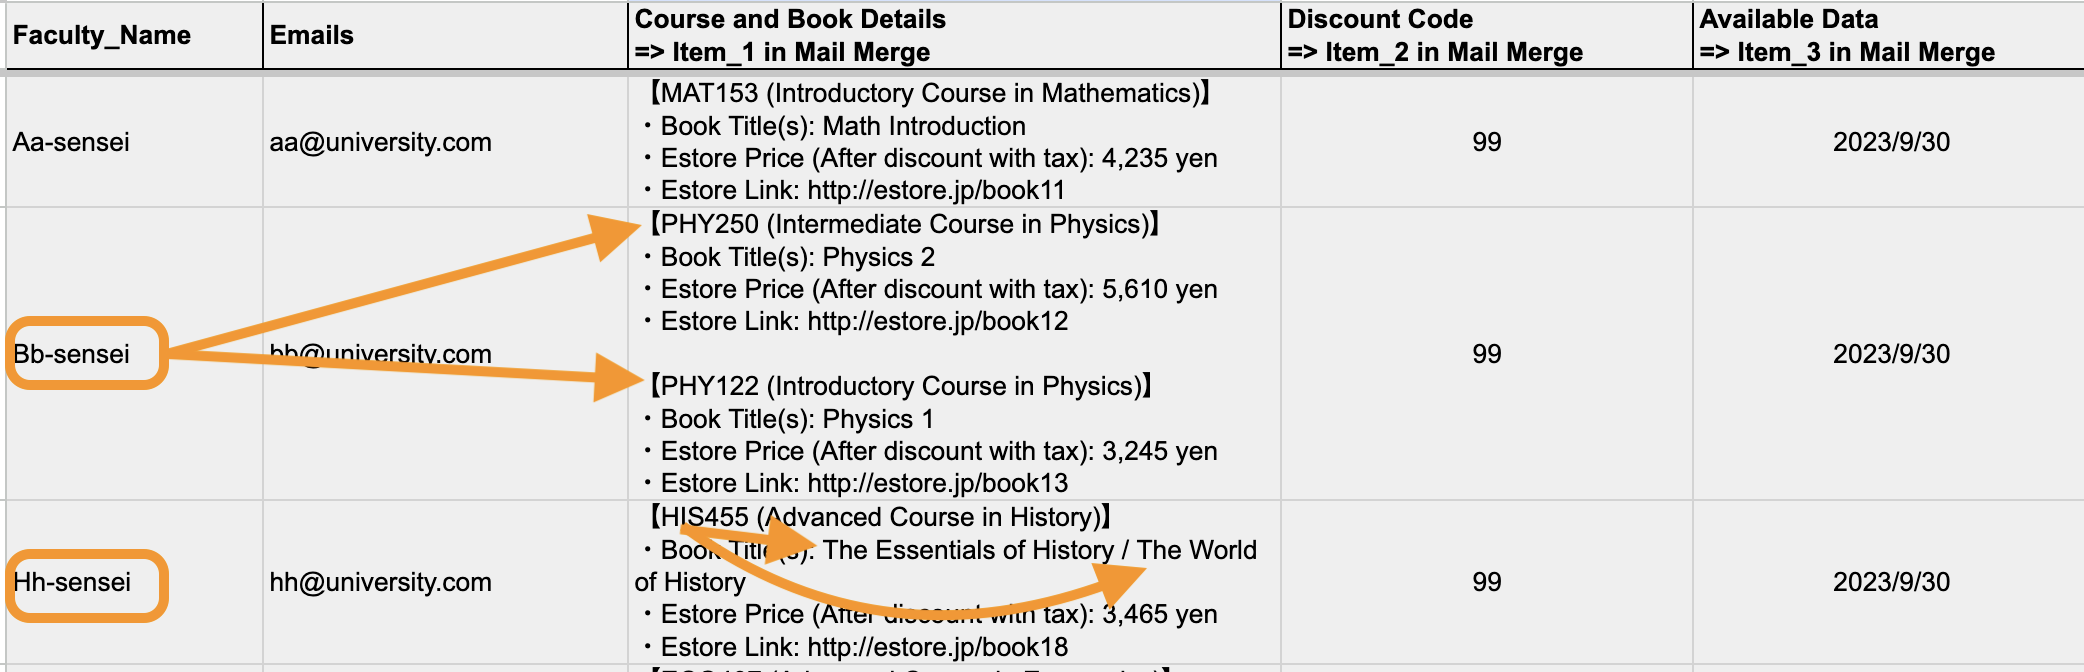 Faculty_Name
Emails
Course and Book Details
=> Item_1 in Mail Merge
Discount Code
=> Item_2 in Mail Merge
Available Data
=> Item_3 in Mail Merge
Aa-sensei
aa@university.com
【MAT153 (Introductory Course in Mathematics)】
・Book Title(s): Math Introduction
・Estore Price (After discount with tax): 4,235 yen
・Estore Link: http://estore.jp/book11
99
2023/9/30
Bb-sensei
bb@university.com
【PHY250 (Intermediate Course in Physics)】
・Book Title(s): Physics 2
・Estore Price (After discount with tax): 5,610 yen
・Estore Link: http://estore.jp/book12
【PHY122 (Introductory Course in Physics)】
・Book Title(s): Physics 1
・Estore Price (After discount with tax): 3,245 yen
・Estore Link: http://estore.jp/book13
99
2023/9/30
Hh-sensei
hh@university.com
【HIS455 (Advanced Course in History)】
・Book Title(s): The Essentials of History / The World
of History
・Estore Price (After discount with tax): 3,465 yen
・Estore Link: http://estore.jp/book18
99
2023/9/30